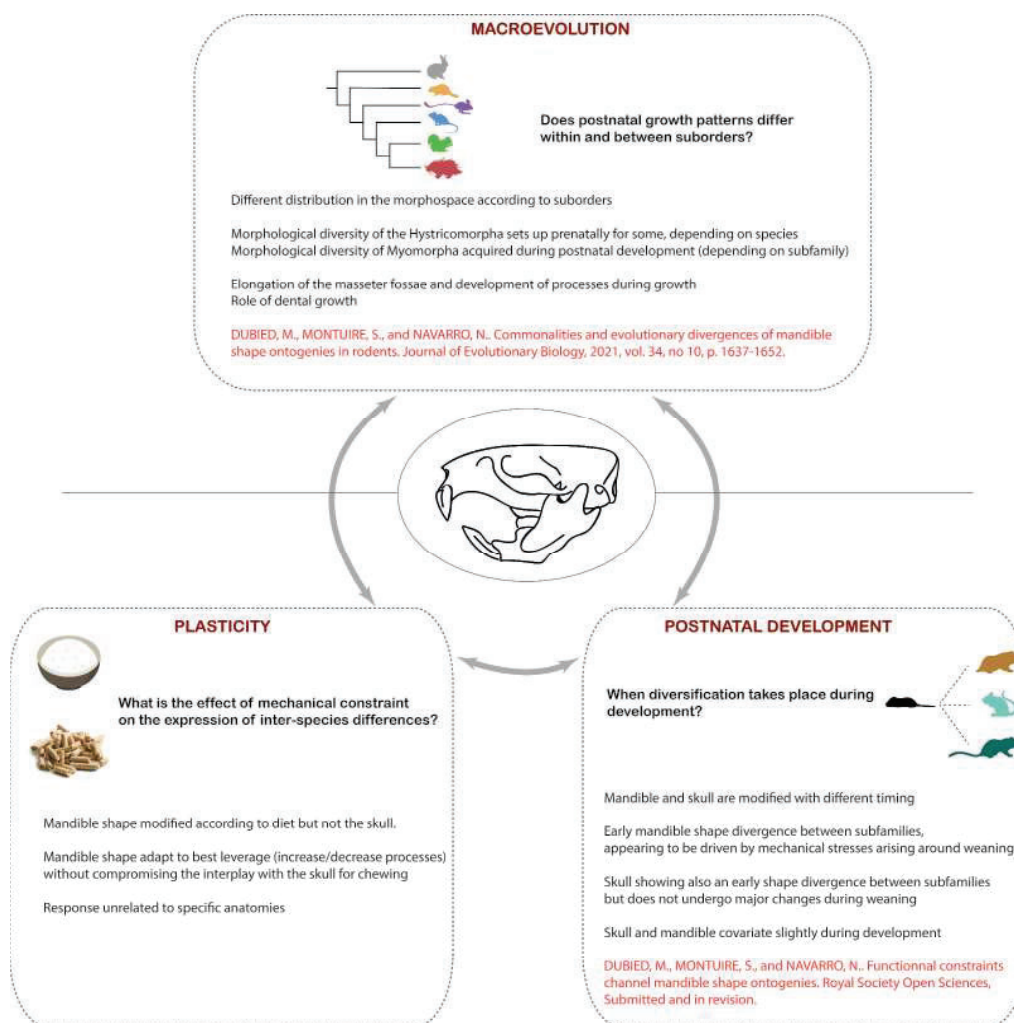 MACROEVOLUTION
Does postnatal growth patterns differ
within and between suborders?
Different distribution in the morphospace according to suborders
Morphological diversity of the Hystricomorpha sets up prenatally for some, depending on species
Morphological diversity of Myomorpha acquired during postnatal development (depending on subfamily)
Elongation of the masseter fossae and development of processes during growth
Role of dental growth
DUBIED, M., MONTUIRE, S., and NAVARRO, N.. Commonalities and evolutionary divergences of mandible
shape ontogenies in rodents. Journal of Evolutionary Biology, 2021, vol. 34, no 10, p. 1637-1652.
PLASTICITY
What is the effect of mechanical constraint
on the expression of inter-species differences?
Mandible shape modified according to diet but not the skull.
Mandible shape adapt to best leverage (increase/decrease processes)
without compromising the interplay with the skull for chewing
Response unrelated to specific anatomies
POSTNATAL DEVELOPMENT
When diversification takes place during
development?
Mandible and skull are modified with different timing
Early mandible shape divergence between subfamilies,
appearing to be driven by mechanical stresses arising around weaning
Skull showing also an early shape divergence between subfamilies
but does not undergo major changes during weaning
Skull and mandible covariate slightly during development
DUBIED, M., MONTUIRE, S., and NAVARRO, N.. Functionnal constraints
channel mandible shape ontogenies. Royal Society Open Sciences,
Submitted and in revision.